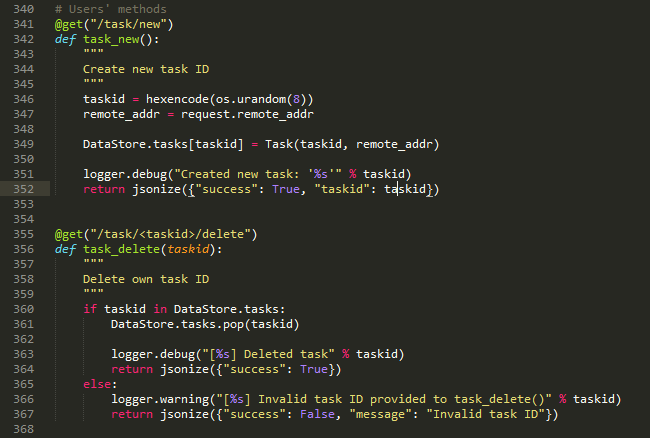 340 # Users' methods
341 @get("/task/new")
342 def task_new():
343     """
344     Create new task ID
345     """
346     taskid = hexencode(os.urandom(8))
347     remote_addr = request.remote_addr
348
349     DataStore.tasks[taskid] = Task(taskid, remote_addr)
350
351     logger.debug("Created new task: '%s'" % taskid)
352     return jsonize({"success": True, "taskid": taskid})
353
354
355 @get("/task/<taskid>/delete")
356 def task_delete(taskid):
357     """
358     Delete own task ID
359     """
360     if taskid in DataStore.tasks:
361         DataStore.tasks.pop(taskid)
362
363         logger.debug("[%s] Deleted task" % taskid)
364         return jsonize({"success": True})
365     else:
366         logger.warning("[%s] Invalid task ID provided to task_delete()" % taskid)
367         return jsonize({"success": False, "message": "Invalid task ID"})
368